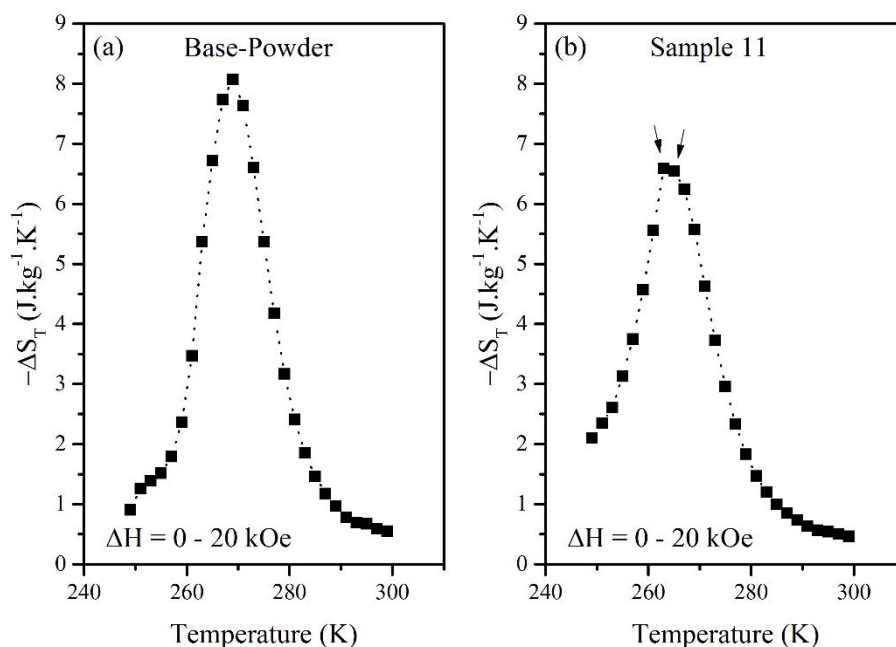 (a) Base-Powder
9
8
7
6
5
4
3
2
1
0
−ΔS_T (J.kg⁻¹.K⁻¹)
ΔH = 0 - 20 kOe
240 260 280 300
Temperature (K)
(b) Sample 11
9
8
7
6
5
4
3
2
1
0
−ΔS_T (J.kg⁻¹.K⁻¹)
ΔH = 0 - 20 kOe
240 260 280 300
Temperature (K)